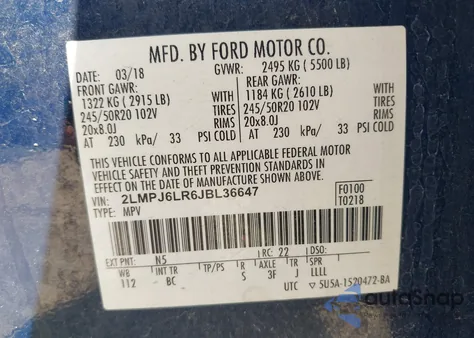 MFD. BY FORD MOTOR CO.
DATE: 03/18 GVWR: 2495 KG (5500 LB)
FRONT GAWR: REAR GAWR:
1322 KG (2915 LB) WITH 1184 KG (2610 LB) WITH
245/50R20 102V TIRES 245/50R20 102V TIRES
20x8.0J RIMS 20x8.0J RIMS
AT 230 kPa/ 33 PSI COLD AT 230 kPa/ 33 PSI COLD
THIS VEHICLE CONFORMS TO ALL APPLICABLE FEDERAL MOTOR
VEHICLE SAFETY AND THEFT PREVENTION STANDARDS IN
EFFECT ON THE DATE OF MANUFACTURE SHOWN ABOVE.
VIN: 2LMPJ6LR6JBL36647 F0100
TYPE: MPV T0218
EXT PNT: N5 RC: 22 DSO:
WB INT TR TP/PS R AXLE TR SPR
112 BC S 3F J LLLL
UTC 5U5A-1520472-BA
autoSnap